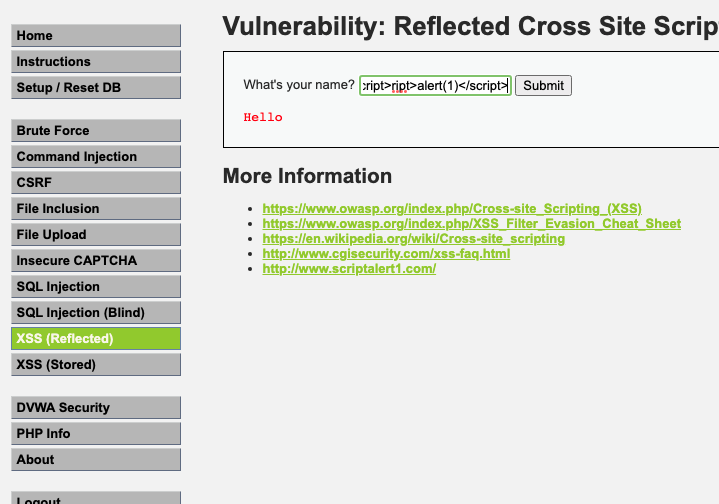 Home
Instructions
Setup / Reset DB
Brute Force
Command Injection
CSRF
File Inclusion
File Upload
Insecure CAPTCHA
SQL Injection
SQL Injection (Blind)
XSS (Reflected)
XSS (Stored)
DVWA Security
PHP Info
About
Logout
Vulnerability: Reflected Cross Site Scrip
What's your name? cript>ript>alert(1)</script> Submit
Hello
More Information
https://www.owasp.org/index.php/Cross-site_Scripting_(XSS)
https://www.owasp.org/index.php/XSS_Filter_Evasion_Cheat_Sheet
https://en.wikipedia.org/wiki/Cross-site_scripting
http://www.cgisecurity.com/xss-faq.html
http://www.scriptalert1.com/